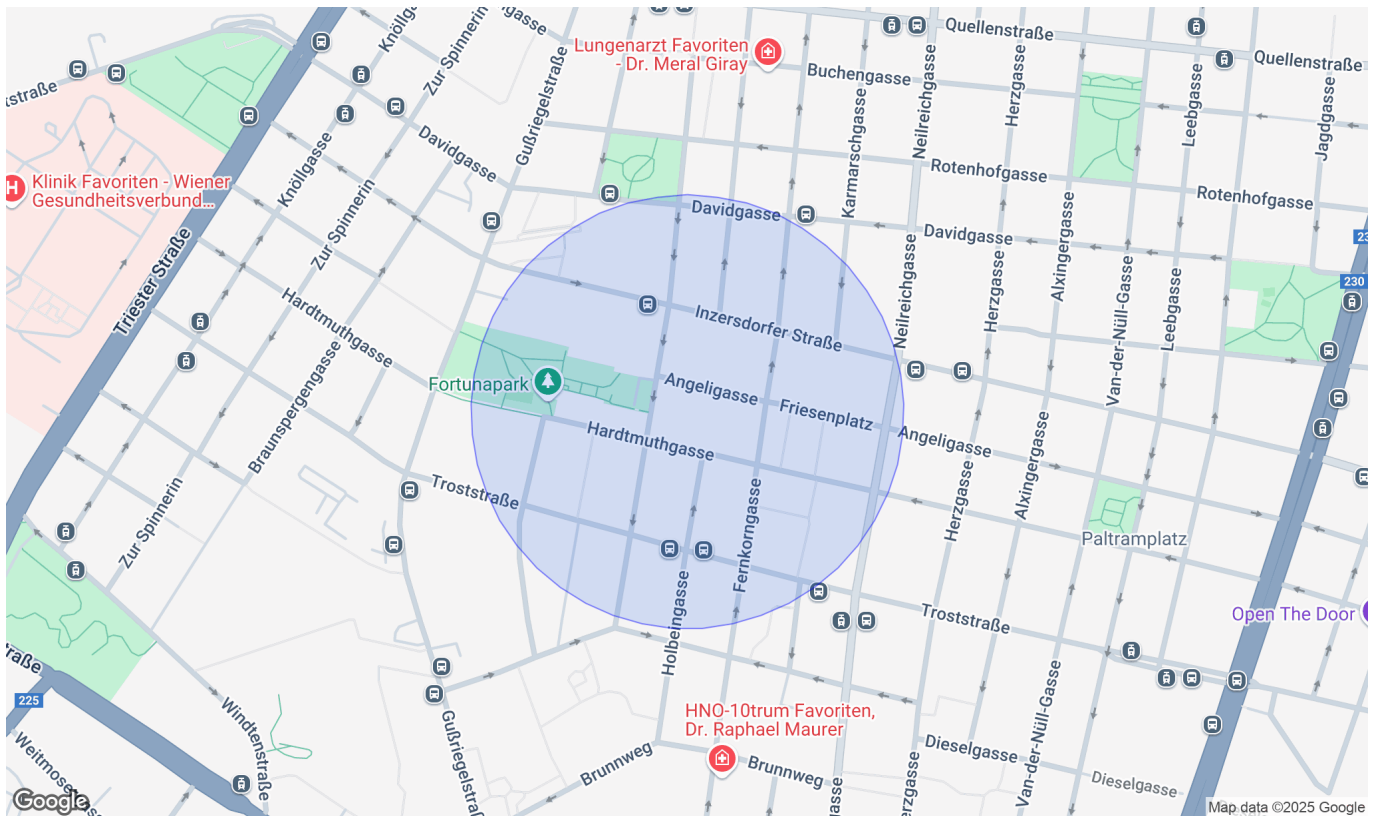 Quellenstraße
Quellenstraße
Lungenarzt Favoriten
- Dr. Meral Giray
Buchengasse
Zur Spinnerin
Gußriegelstraße
Karmarschgasse
Neilreichgasse
Herzgasse
Leebgasse
Jagdgasse
Davidgasse
Knöllgasse
Rotenhofgasse
Rotenhofgasse
Klinik Favoriten - Wiener
Gesundheitsverbund...
H
Zur Spinnerin
Davidgasse
Davidgasse
Alxingergasse
230
Triester Straße
Hardtmuthgasse
Inzersdorfer Straße
Neilreichgasse
Herzgasse
Van-der-Nüll-Gasse
Leebgasse
Fortunapark
Angeligasse
Friesenplatz
Angeligasse
Braunspergengasse
Hardtmuthgasse
Alxingergasse
Troststraße
Zur Spinnerin
Fernkorngasse
Herzgasse
Paltramplatz
Holbeingasse
Troststraße
Open The Door
225
Windtenstraße
HNO-10trum Favoriten,
Dr. Raphael Maurer
Van-der-Nüll-Gasse
Dieselgasse
Dieselgasse
Brunnweg
Brunnweg
Google
Map data ©2025 Google